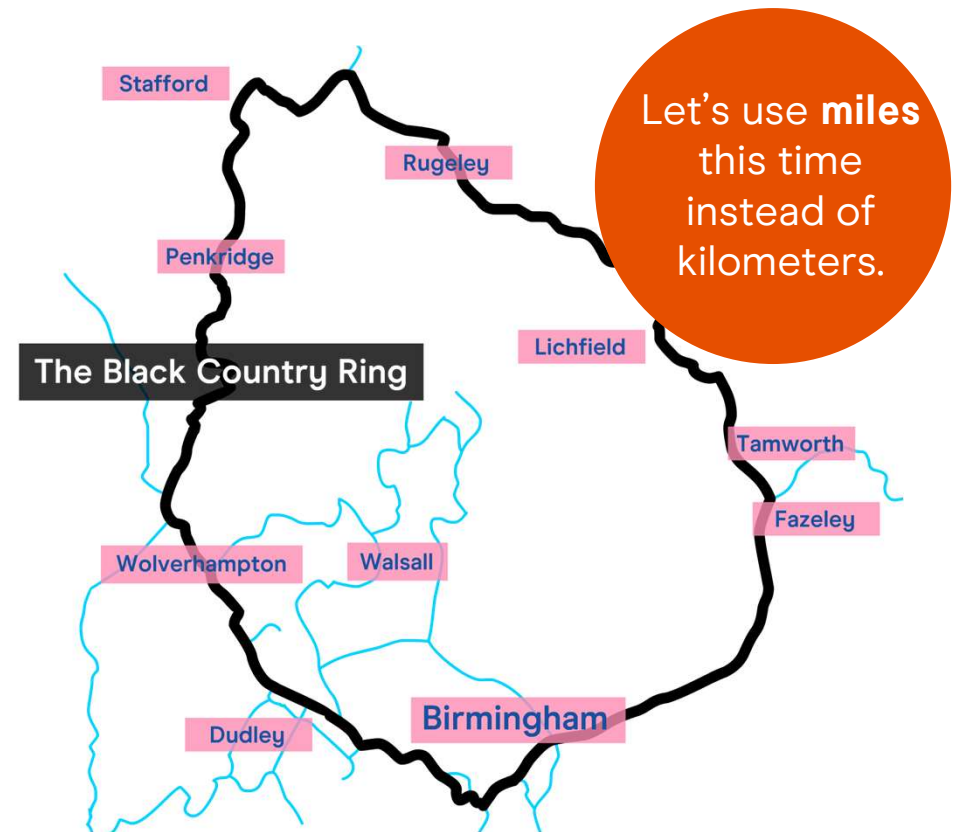 Stafford
Let's use miles
this time
instead of
kilometers.
Rugeley
Penkridge
Lichfield
The Black Country Ring
Tamworth
Fazeley
Wolverhampton
Walsall
Birmingham
Dudley